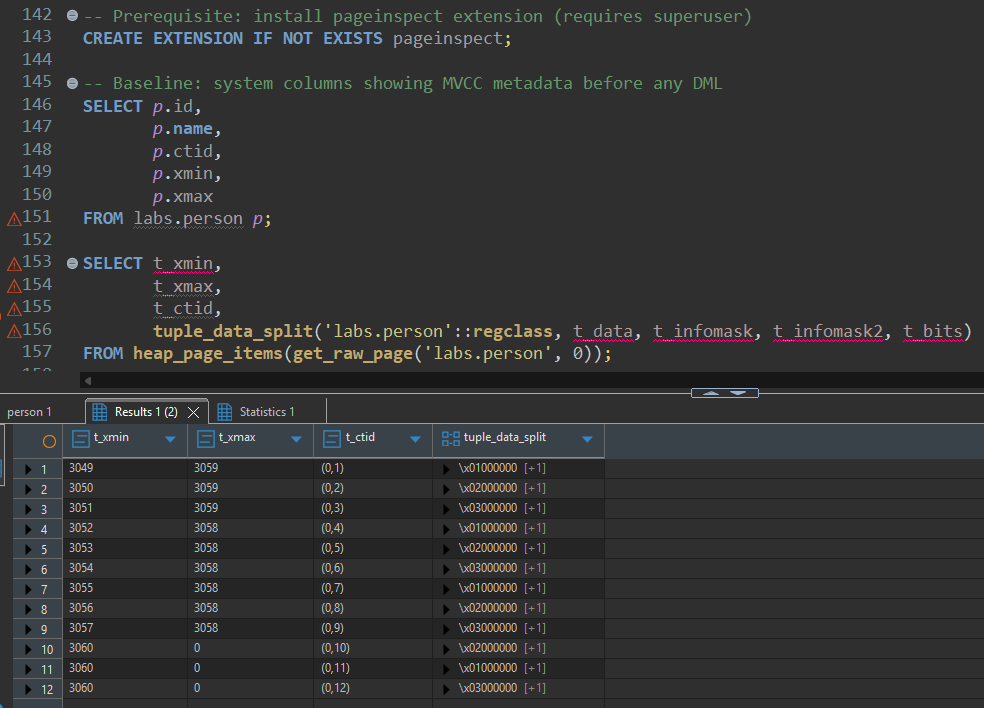 142 -- Prerequisite: install pageinspect extension (requires superuser)
143 CREATE EXTENSION IF NOT EXISTS pageinspect;
144
145 -- Baseline: system columns showing MVCC metadata before any DML
146 SELECT p.id,
147 p.name,
148 p.ctid,
149 p.xmin,
150 p.xmax
151 FROM labs.person p;
152
153 SELECT t_xmin,
154 t_xmax,
155 t_ctid,
156 tuple_data_split('labs.person'::regclass, t_data, t_infomask, t_infomask2, t_bits)
157 FROM heap_page_items(get_raw_page('labs.person', 0));
person 1 Results 1 (2) Statistics 1
t_xmin t_xmax t_ctid tuple_data_split
1 3049 3059 (0,1) \x01000000 [+1]
2 3050 3059 (0,2) \x02000000 [+1]
3 3051 3059 (0,3) \x03000000 [+1]
4 3052 3058 (0,4) \x01000000 [+1]
5 3053 3058 (0,5) \x02000000 [+1]
6 3054 3058 (0,6) \x03000000 [+1]
7 3055 3058 (0,7) \x01000000 [+1]
8 3056 3058 (0,8) \x02000000 [+1]
9 3057 3058 (0,9) \x03000000 [+1]
10 3060 0 (0,10) \x02000000 [+1]
11 3060 0 (0,11) \x01000000 [+1]
12 3060 0 (0,12) \x03000000 [+1]